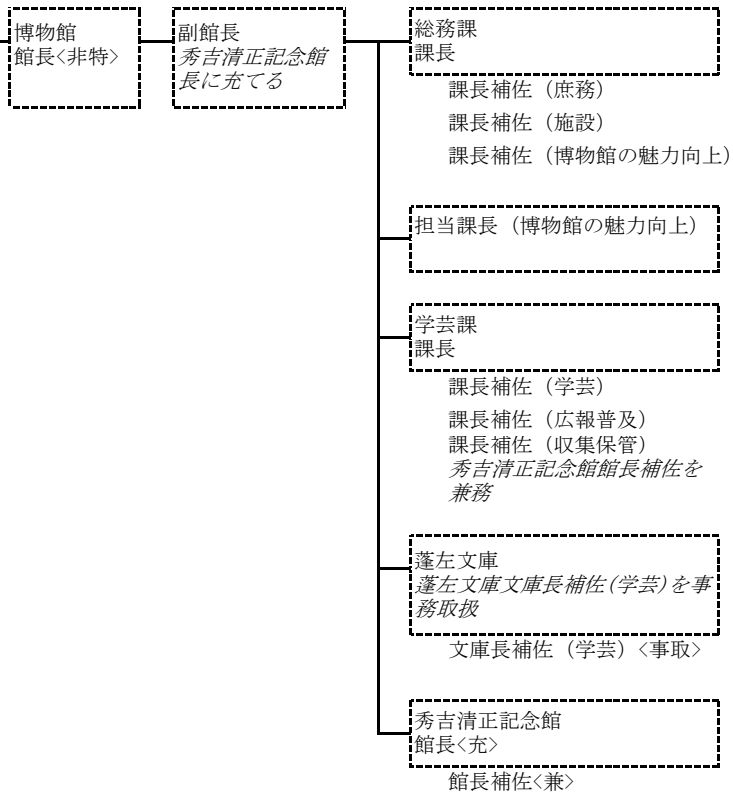 博物館
館長<非特>
副館長
秀吉清正記念館
長に充てる
総務課
課長
課長補佐（庶務）
課長補佐（施設）
課長補佐（博物館の魅力向上）
担当課長（博物館の魅力向上）
学芸課
課長
課長補佐（学芸）
課長補佐（広報普及）
課長補佐（収集保管）
秀吉清正記念館館長補佐を
兼務
蓬左文庫
蓬左文庫文庫長補佐(学芸)を事
務取扱
文庫長補佐（学芸）<事取>
秀吉清正記念館
館長<充>
館長補佐<兼>